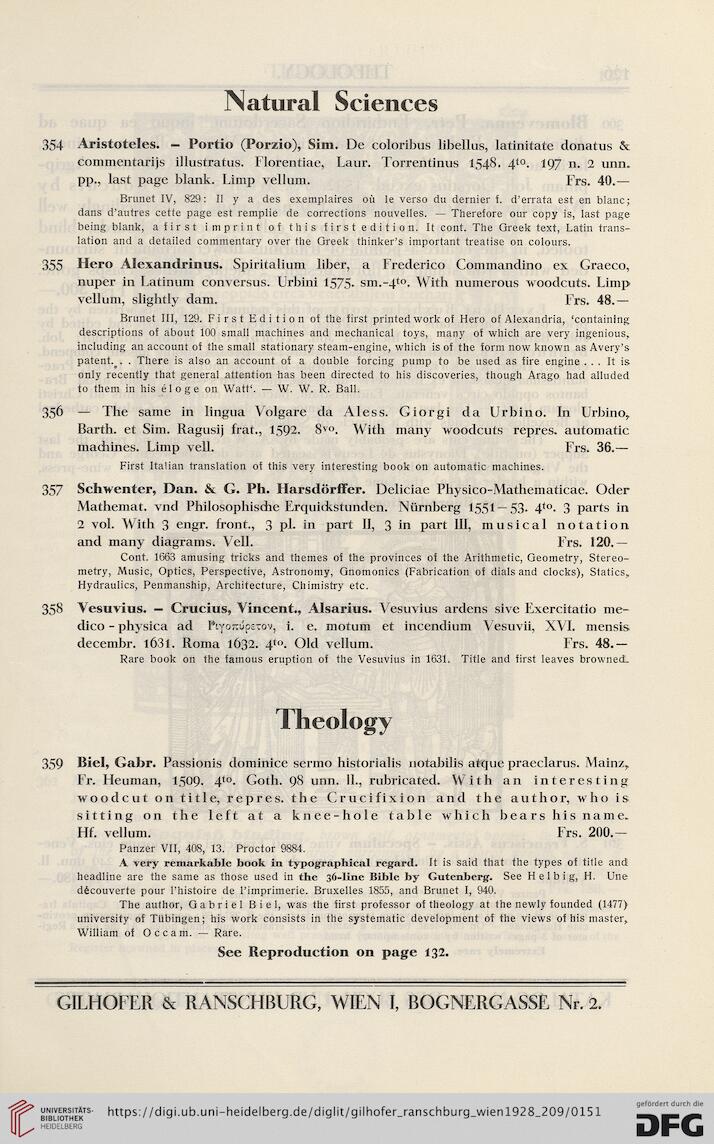 Natural Sciences
354 Aristoteles. — Portio (Porzio), Sim. De coloribus libellus, latinitate donatus &
commentarijs illustratus. Florentiae, Laur. Torrentinus 1548. 4to. 197 n. 2 unn.
pp., last page blank. Limp vellum. Frs. 40.—
Brunet IV, 829: Il y a des exemplaires où le verso du dernier f. d'errata est en blanc;
dans d'autres cette page est remplie de corrections nouvelles. — Therefore our copy is, last page
being blank, a first imprint of this first edition. It cont. The Greek text, Latin trans-
lation and a detailed commentary over the Greek thinker's important treatise on colours.
355 Hero Alexandrinus. Spiritalium liber, a Frederico Commandino ex Graeco,
nuper in Latinum conversus. Urbini 1575. sm.-4to. With numerous woodcuts. Limp
vellum, slightly dam. Frs. 48.—
Brunet III, 129. First Edition of the first printed work of Hero of Alexandria, ‘containing
descriptions of about 100 small machines and mechanical toys, many of which are very ingenious,
including an account of the small stationary steam-engine, which is of the form now known as Avery's
patent. . . There is also an account of a double forcing pump to be used as fire engine . . . It is
only recently that general attention has been directed to his discoveries, though Arago had alluded
to them in his éloge on Watt‘. — W. W. R. Ball.
356 — The same in lingua Volgare da Aless. Giorgi da Urbino. In Urbino,
Barth. et Sim. Ragusij frat., 1592. 8vo. With many woodcuts repres. automatic
machines. Limp vell. Frs. 36.—
First Italian translation of this very interesting book on automatic machines.
357 Schwenter, Dan. & G. Ph. Harsdörffer. Deliciae Physico-Mathematicae. Oder
Mathemat. vnd Philosophische Erquickstunden. Nürnberg 1551—53. 4to. 3 parts in
2 vol. With 3 engr. front., 3 pl. in part II, 3 in part III, musical notation
and many diagrams. Vell. Frs. 120.—
Cont. 1663 amusing tricks and themes of the provinces of the Arithmetic, Geometry, Stereo-
metry, Music, Optics, Perspective, Astronomy, Gnomonics (Fabrication of dials and clocks), Statics,
Hydraulics, Penmanship, Architecture, Chimistry etc.
358 Vesuvius. — Crucius, Vincent., Alsarius. Vesuvius ardens sive Exercitatio me-
dico-physica ad Ῥιγοπύρετον, i. e. motum et incendium Vesuvii, XVI. mensis
decembr. 1631. Roma 1632. 4to. Old vellum. Frs. 48.—
Rare book on the famous eruption of the Vesuvius in 1631. Title and first leaves browned.
Theology
359 Biel, Gabr. Passionis dominice sermo historialis notabilis atque praeclarus. Mainz,
Fr. Heuman, 1509. 4to. Goth. 98 unn. ll., rubricated. With an interesting
woodcut on title, repres. the Crucifixion and the author, who is
sitting on the left at a knee-hole table which bears his name.
Hf. vellum. Frs. 200.—
Panzer VII, 408, 13. Proctor 9884.
A very remarkable book in typographical regard. It is said that the types of title and
headline are the same as those used in the 36-line Bible by Gutenberg. See Helbig, H. Une
découverte pour l'histoire de l'imprimerie. Bruxelles 1855, and Brunet I, 940.
The author, Gabriel Biel, was the first professor of theology at the newly founded (1477)
university of Tübingen; his work consists in the systematic development of the views of his master,
William of Occam. — Rare.
See Reproduction on page 132.
GILHOFER & RANSCHBURG, WIEN I, BOGNERGASSE Nr. 2.
UNIVERSITÄTS-
BIBLIOTHEK
HEIDELBERG
https://digi.ub.uni-heidelberg.de/diglit/gilhofer_ranschburg_wien1928_209/0151
gefördert durch die
DFG